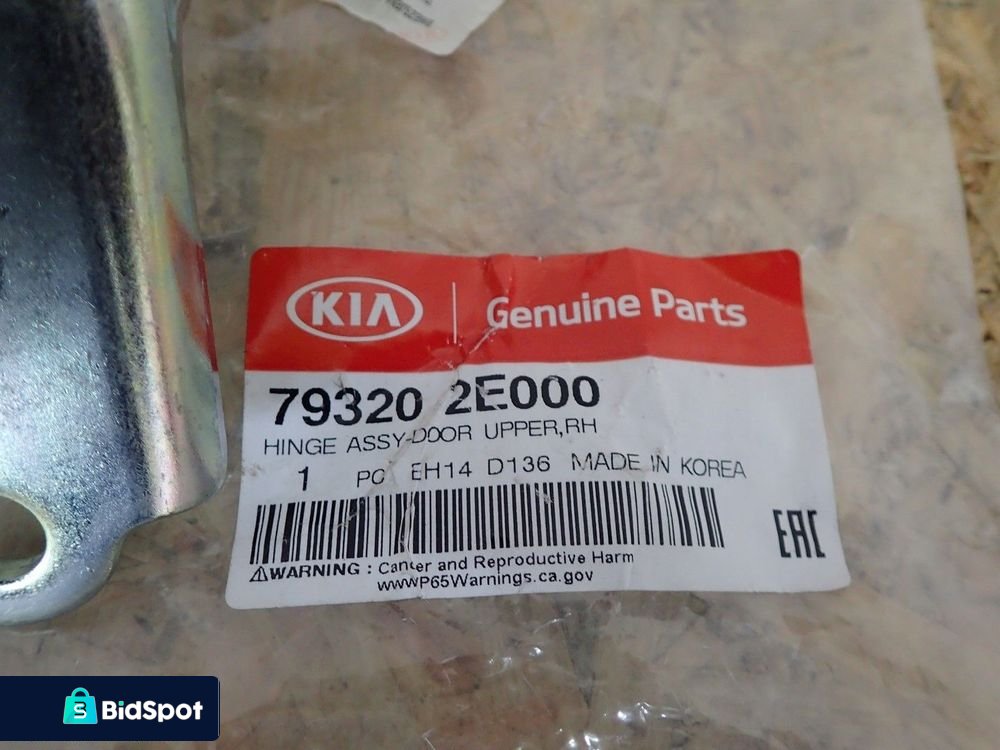 KIA Genuine Parts
79320 2E000
HINGE ASSY-DOOR UPPER,RH
1 PC EH14 D136 MADE IN KOREA
EAC
WARNING : Cancer and Reproductive Harm
www.P65Warnings.ca.gov
BidSpot